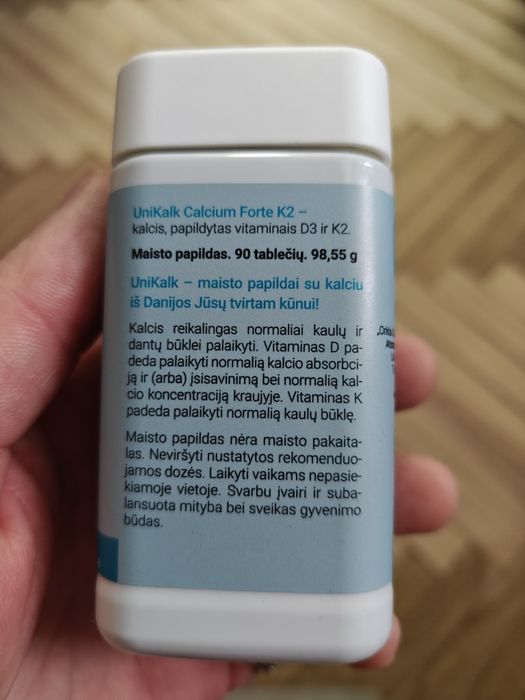 UniKalk Calcium Forte K2 –
kalcis, papildytas vitaminais D3 ir K2.
Maisto papildas. 90 tablečių. 98,55 g
UniKalk – maisto papildai su kalciu
iš Danijos Jūsų tvirtam kūnui!
Kalcis reikalingas normaliai kaulų ir
dantų būklei palaikyti. Vitaminas D pa-
deda palaikyti normalią kalcio absorbci-
ją ir (arba) įsisavinimą bei normalią kal-
cio koncentraciją kraujyje. Vitaminas K
padeda palaikyti normalią kaulų būklę.
Maisto papildas nėra maisto pakaita-
las. Neviršyti nustatytos rekomenduo-
jamos dozės. Laikyti vaikams nepasie-
kiamoje vietoje. Svarbu įvairi ir suba-
lansuota mityba bei sveikas gyvenimo
būdas.